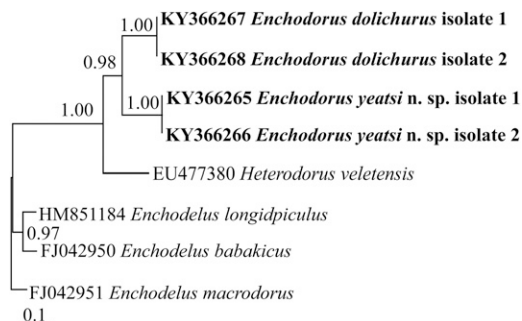 1.00 KY366267 Enchodorus dolichurus isolate 1
0.98 KY366268 Enchodorus dolichurus isolate 2
1.00 1.00 KY366265 Enchodorus yeatsi n. sp. isolate 1
KY366266 Enchodorus yeatsi n. sp. isolate 2
EU477380 Heterodorus veletensis
HM851184 Enchodelus longidpiculus
0.97
FJ042950 Enchodelus babakicus
FJ042951 Enchodelus macrodorus
0.1